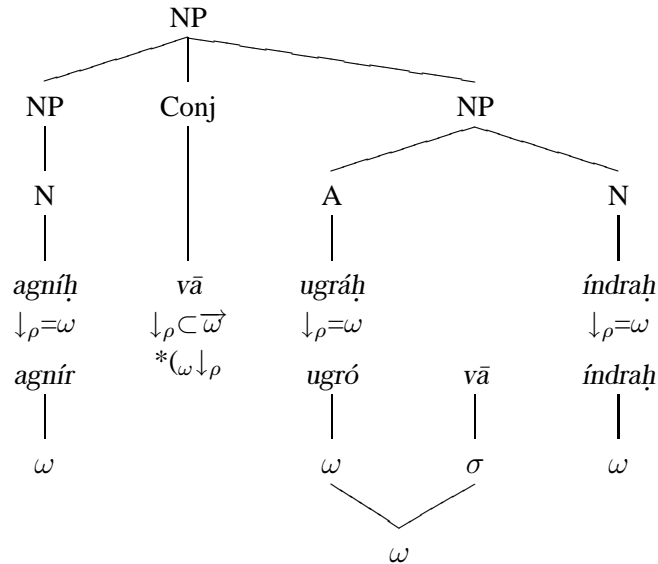 NP
NP Conj NP
N A N
agníḥ vā ugráḥ índraḥ
↓ρ=ω ↓ρ⊂ω⃗ ↓ρ=ω ↓ρ=ω
*(ω↓ρ
agnír ugró vā índraḥ
ω ω σ ω
ω